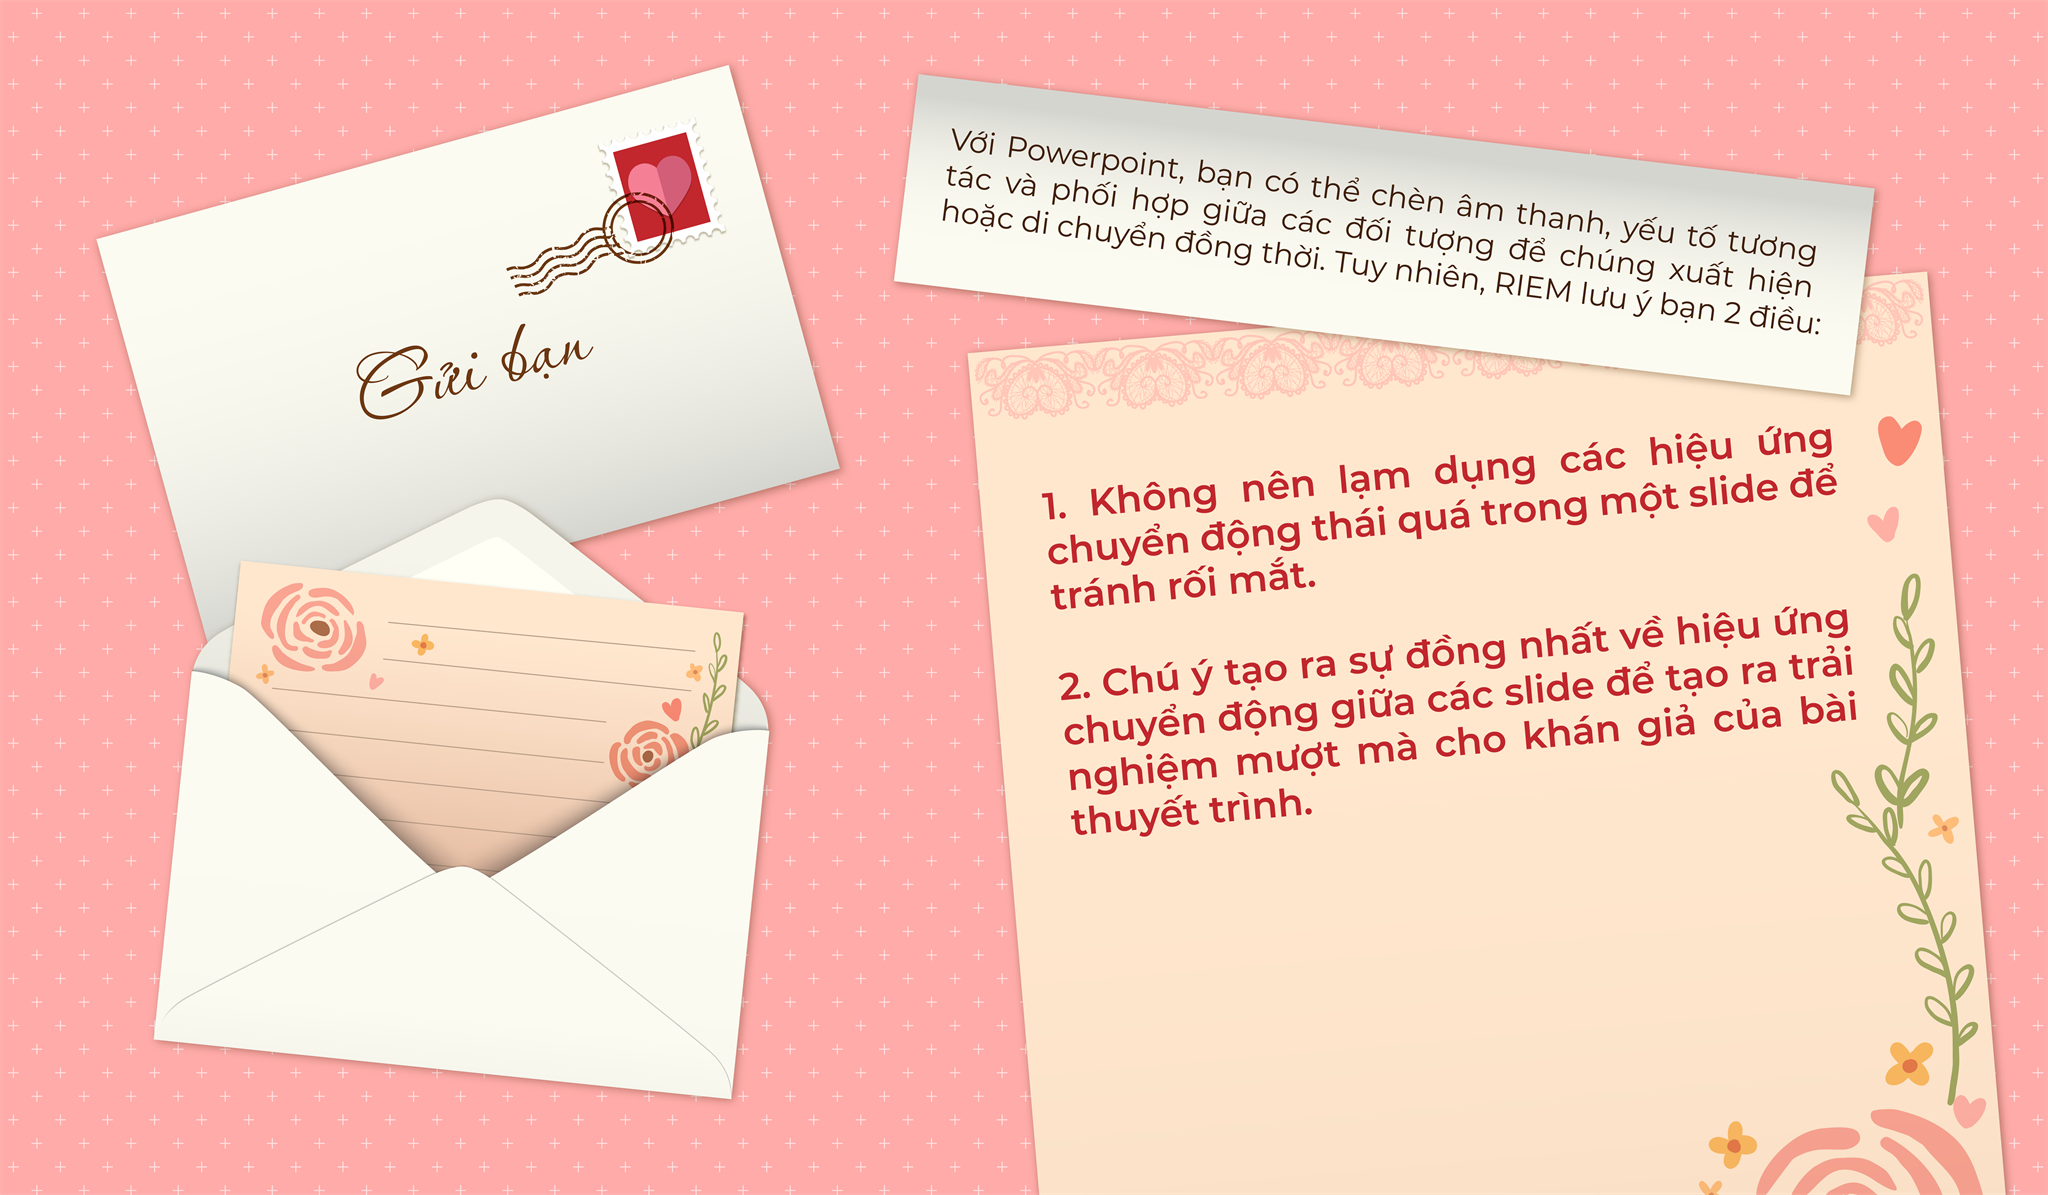 Gửi bạn
Với Powerpoint, bạn có thể chèn âm thanh, yếu tố tương
tác và phối hợp giữa các đối tượng để chúng xuất hiện
hoặc di chuyển đồng thời. Tuy nhiên, RIEM lưu ý bạn 2 điều:
1. Không nên lạm dụng các hiệu ứng
chuyển động thái quá trong một slide để
tránh rối mắt.
2. Chú ý tạo ra sự đồng nhất về hiệu ứng
chuyển động giữa các slide để tạo ra trải
nghiệm mượt mà cho khán giả của bài
thuyết trình.